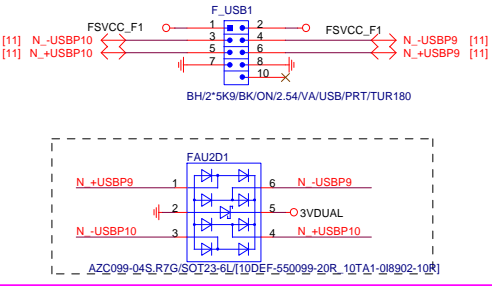 F_USB1
FSVCC_F1 1 2 FSVCC_F1
[11] N_-USBP10 3 4 N_-USBP9 [11]
[11] N_+USBP10 5 6 N_+USBP9 [11]
7 8
10
BH/2*5K9/BK/ON/2.54/VA/USB/PRT/TUR180
FAU2D1
N_+USBP9 1 6 N_-USBP9
2 5 3VDUAL
N_-USBP10 3 4 N_+USBP10
AZC099-04S.R7G/SOT23-6L/[10DEF-550099-20R_10TA1-0I8902-10R]